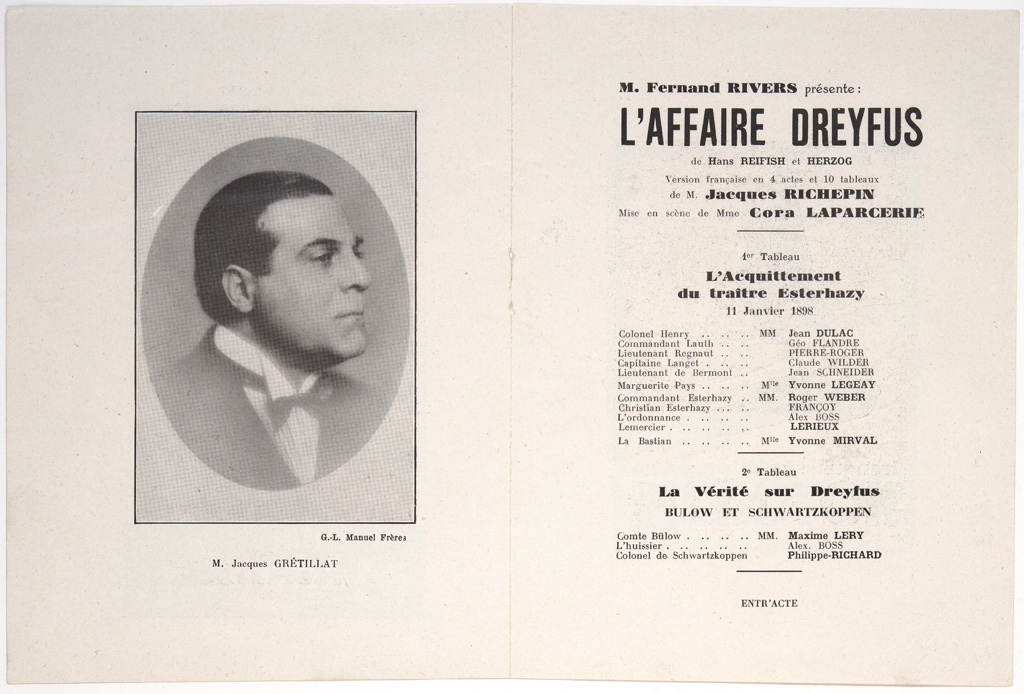 G.-L. Manuel Frères
M. Jacques GRÉTILLAT
M. Fernand RIVERS présente :
L'AFFAIRE DREYFUS
de Hans REIFISH et HERZOG
Version française en 4 actes et 10 tableaux
de M. Jacques RICHEPIN
Mise en scène de Mme Cora LAPARCERIE
1er Tableau
L'Acquittement
du traître Esterhazy
11 Janvier 1898
Colonel Henry .. .. .. .. MM Jean DULAC
Commandant Lauth .. .. Géo FLANDRE
Lieutenant Regnaut .. .. PIERRE-ROGER
Capitaine Langet . .. .. Claude WILDER
Lieutenant de Bermont .. Jean SCHNEIDER
Marguerite Pays .. .. .. Mlle Yvonne LEGEAY
Commandant Esterhazy .. MM. Roger WEBER
Christian Esterhazy ... .. FRANÇOY
L'ordonnance . .. .. .. .. Alex BOSS
Lemercier . .. .. .. .. .. LERIEUX
La Bastian .. .. .. .. .. Mlle Yvonne MIRVAL
2e Tableau
La Vérité sur Dreyfus
BULOW ET SCHWARTZKOPPEN
Comte Bülow . .. .. .. .. MM. Maxime LERY
L'huissier . .. .. .. .. .. Alex. BOSS
Colonel de Schwartzkoppen Philippe-RICHARD
ENTR'ACTE